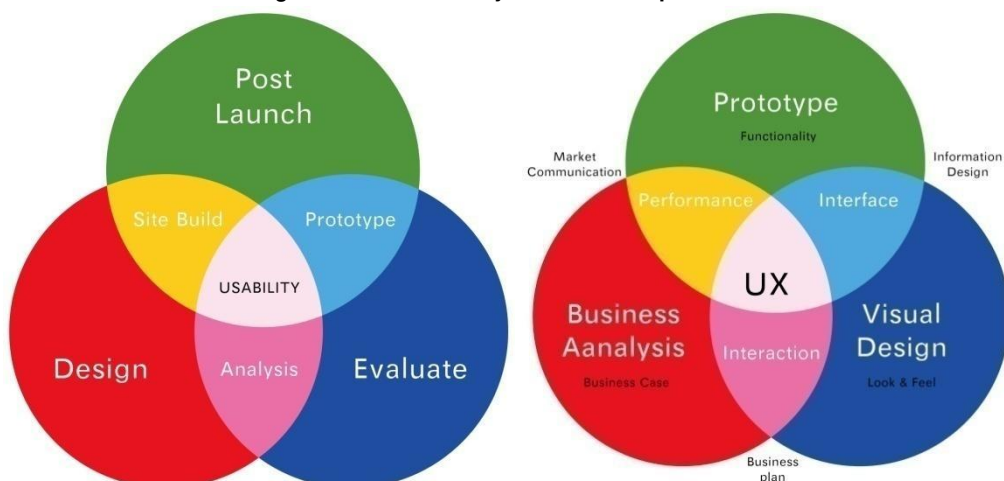 Post
Launch
Site Build
Prototype
USABILITY
Design
Analysis
Evaluate
Prototype
Functionality
Market
Communication
Information
Design
Performance
Interface
UX
Business
Aanalysis
Business Case
Interaction
Visual
Design
Look & Feel
Business
plan